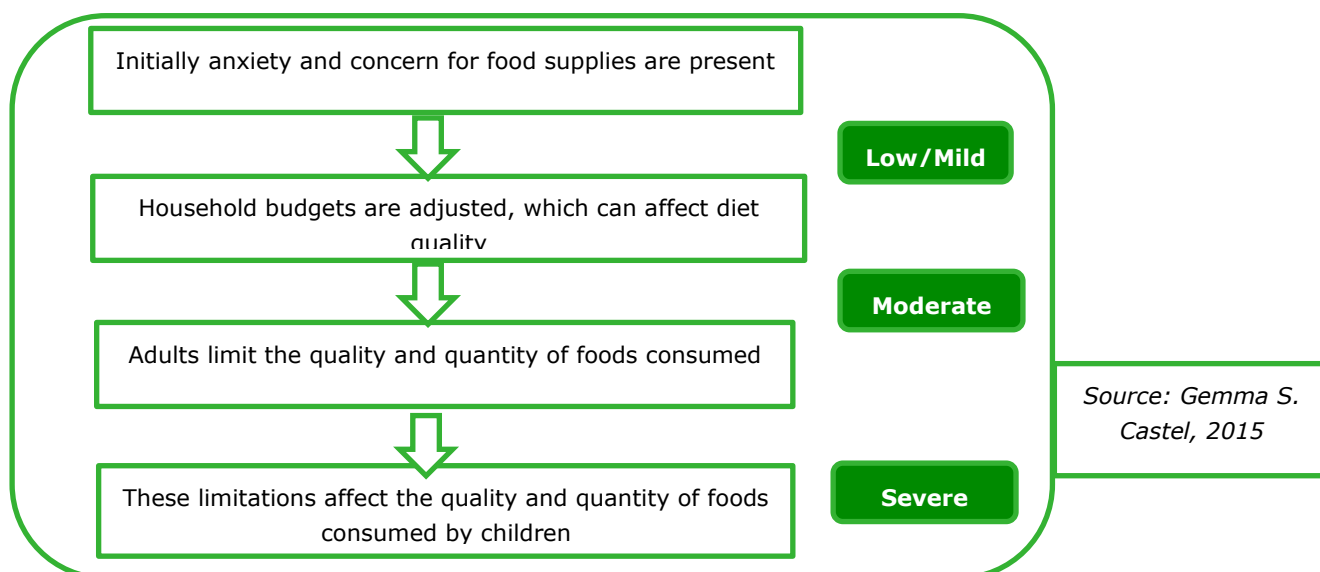 Initially anxiety and concern for food supplies are present
Low/Mild
Household budgets are adjusted, which can affect diet
quality
Moderate
Adults limit the quality and quantity of foods consumed
Source: Gemma S.
Castel, 2015
These limitations affect the quality and quantity of foods
consumed by children
Severe